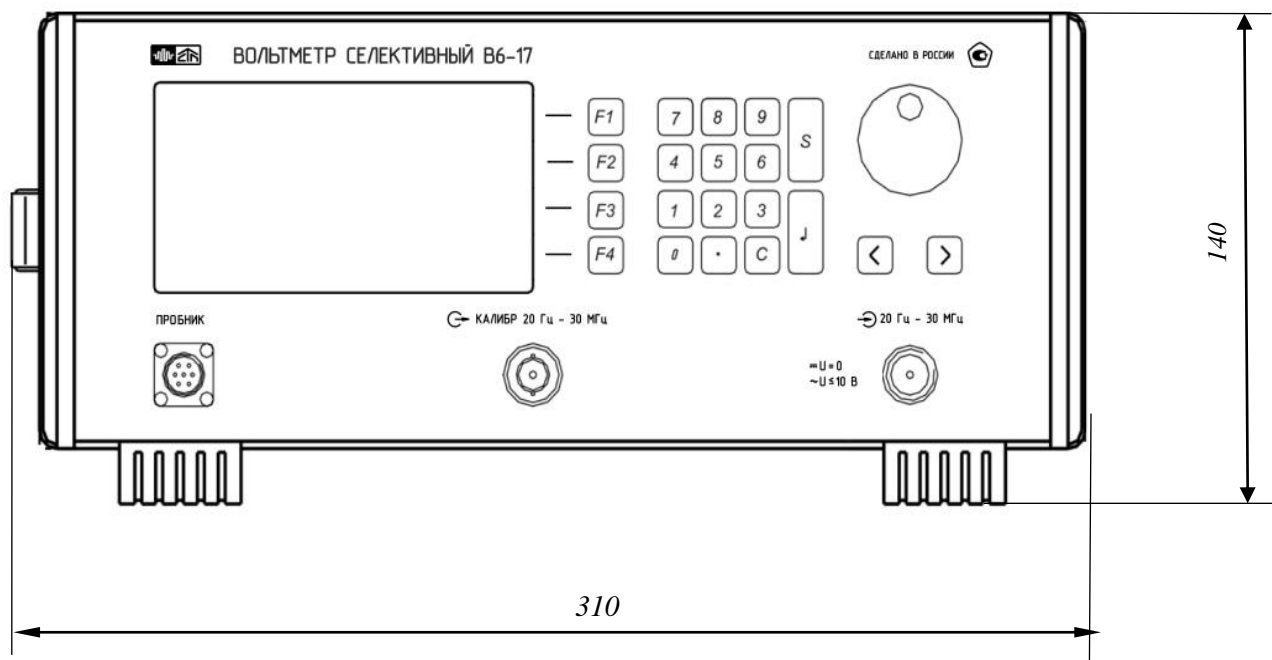 ВОЛЬТМЕТР СЕЛЕКТИВНЫЙ В6-17
СДЕЛАНО В РОССИИ
F1 7 8 9 S
F2 4 5 6
F3 1 2 3
F4 0 . C
140
ПРОБНИК
КАЛИБР 20 Гц - 30 МГц
20 Гц - 30 МГц
⎓U=0
~U≤10 В
310